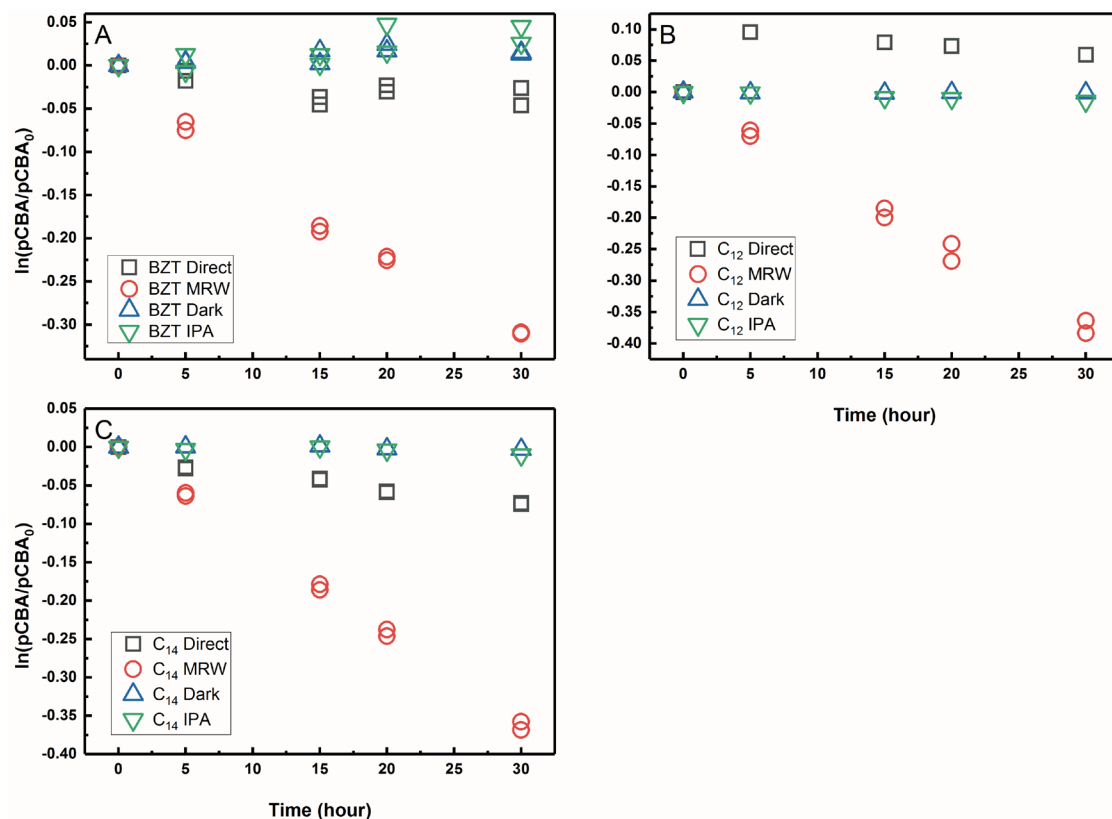 A
ln(pCBA/pCBA₀)
0.05
0.00
-0.05
-0.10
-0.15
-0.20
-0.25
-0.30
BZT Direct
BZT MRW
BZT Dark
BZT IPA
0 5 10 15 20 25 30
B
0.10
0.05
0.00
-0.05
-0.10
-0.15
-0.20
-0.25
-0.30
-0.35
-0.40
C₁₂ Direct
C₁₂ MRW
C₁₂ Dark
C₁₂ IPA
0 5 10 15 20 25 30
Time (hour)
C
ln(pCBA/pCBA₀)
0.05
0.00
-0.05
-0.10
-0.15
-0.20
-0.25
-0.30
-0.35
-0.40
C₁₄ Direct
C₁₄ MRW
C₁₄ Dark
C₁₄ IPA
0 5 10 15 20 25 30
Time (hour)